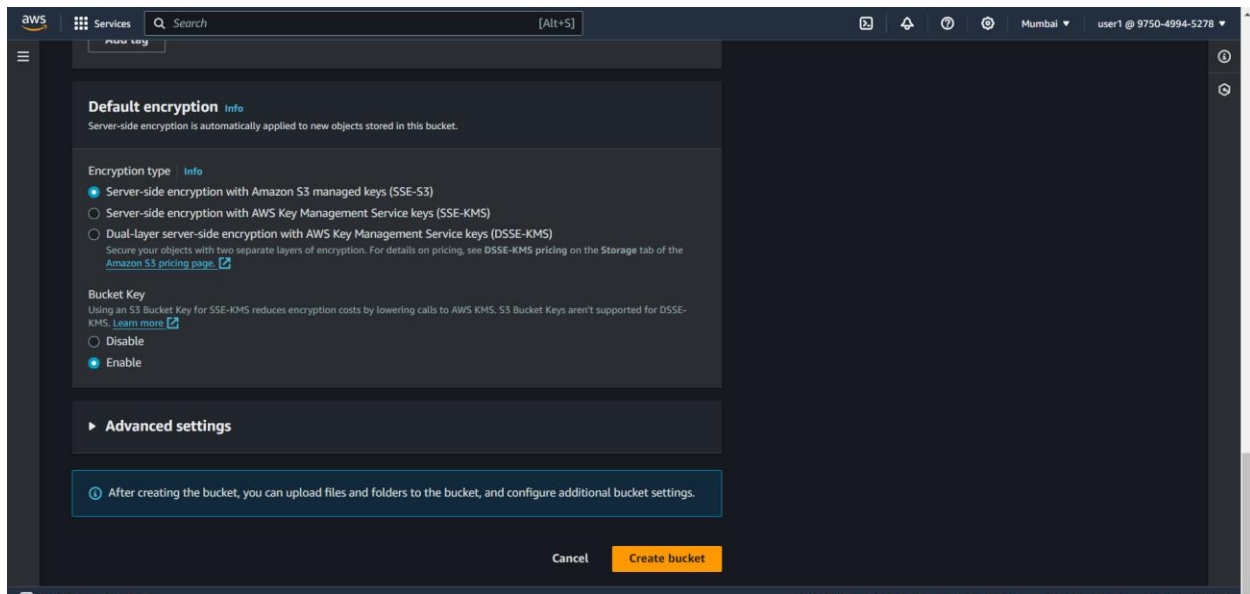 aws Services Search [Alt+S] Mumbai user1 @ 9750-4994-5278
Add tag
Default encryption Info
Server-side encryption is automatically applied to new objects stored in this bucket.
Encryption type Info
Server-side encryption with Amazon S3 managed keys (SSE-S3)
Server-side encryption with AWS Key Management Service keys (SSE-KMS)
Dual-layer server-side encryption with AWS Key Management Service keys (DSSE-KMS)
Secure your objects with two separate layers of encryption. For details on pricing, see DSSE-KMS pricing on the Storage tab of the
Amazon S3 pricing page.
Bucket Key
Using an S3 Bucket Key for SSE-KMS reduces encryption costs by lowering calls to AWS KMS. S3 Bucket Keys aren't supported for DSSE-
KMS. Learn more
Disable
Enable
Advanced settings
After creating the bucket, you can upload files and folders to the bucket, and configure additional bucket settings.
Cancel Create bucket